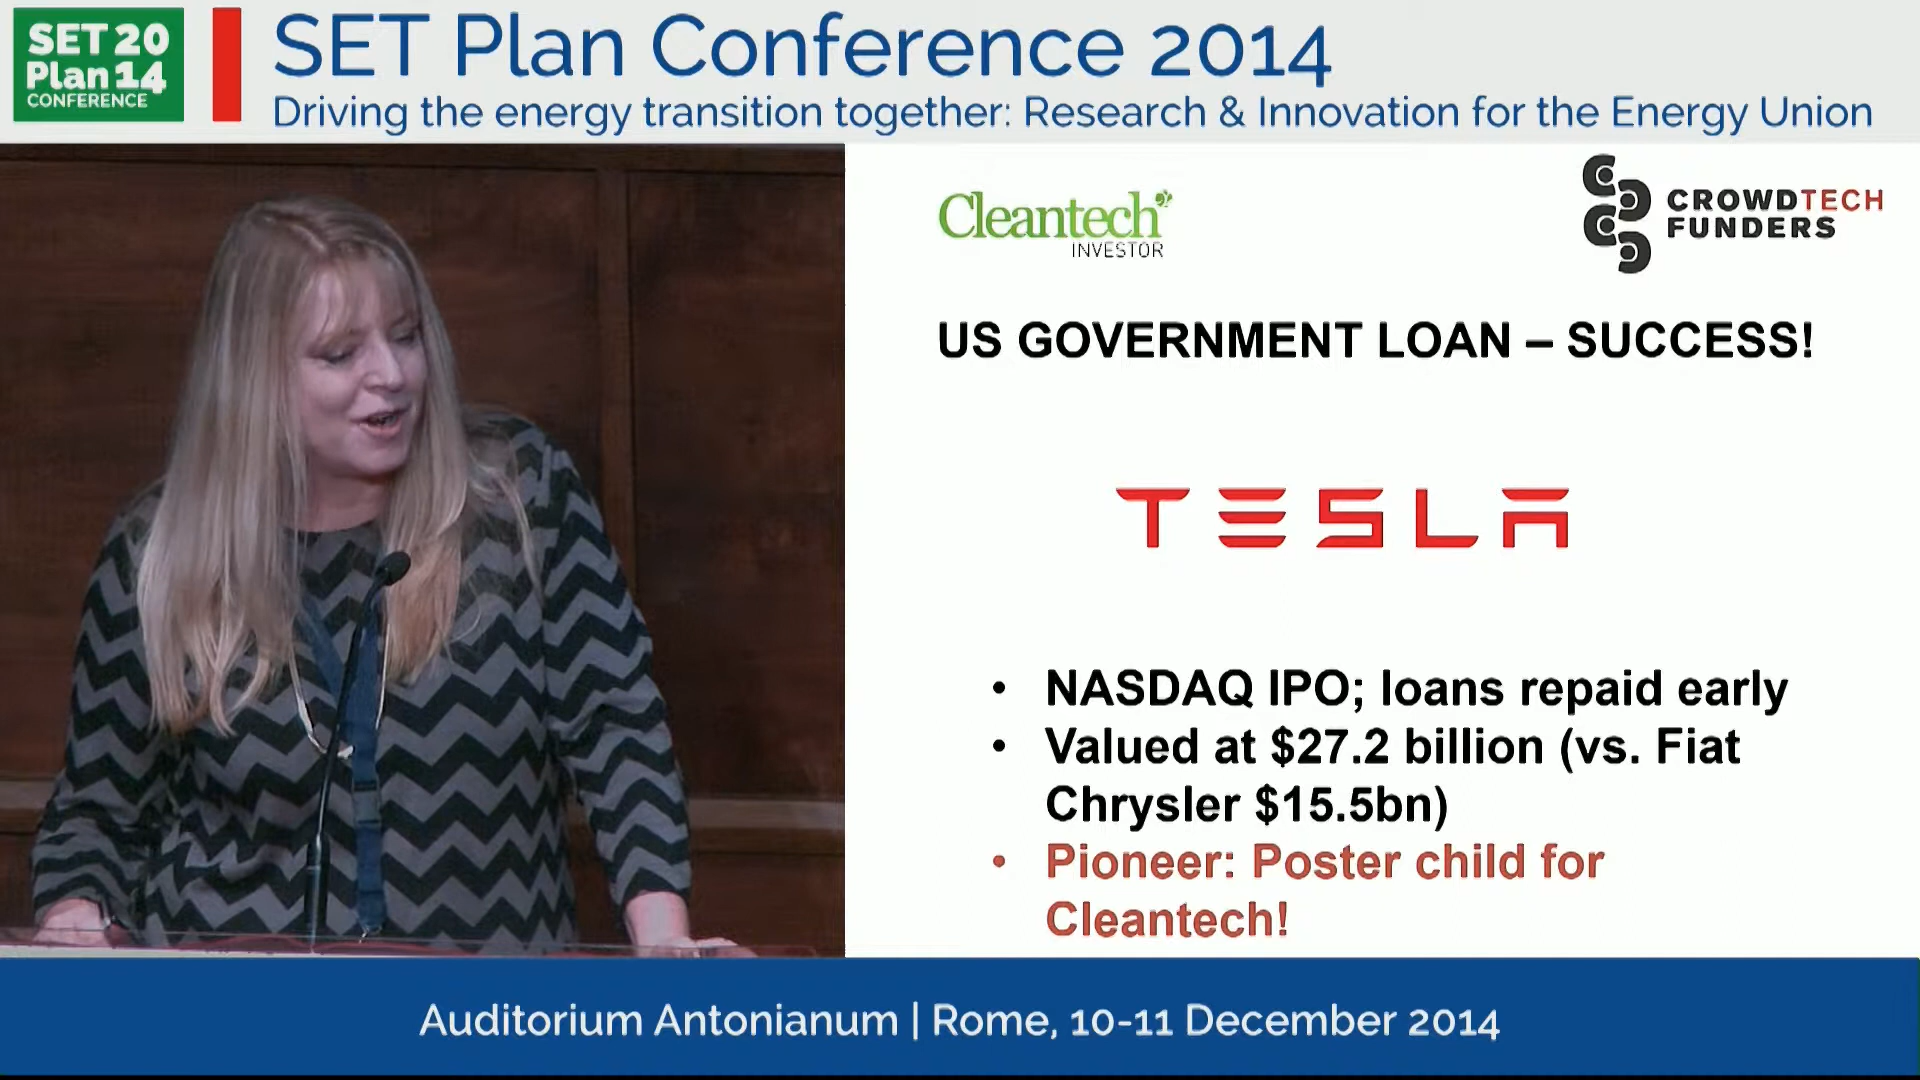 SET 20
Plan 14
CONFERENCE
SET Plan Conference 2014
Driving the energy transition together: Research & Innovation for the Energy Union
Cleantech
INVESTOR
CROWDTECH
FUNDERS
US GOVERNMENT LOAN – SUCCESS!
TESLA
• NASDAQ IPO; loans repaid early
• Valued at $27.2 billion (vs. Fiat
Chrysler $15.5bn)
• Pioneer: Poster child for
Cleantech!
Auditorium Antonianum | Rome, 10-11 December 2014